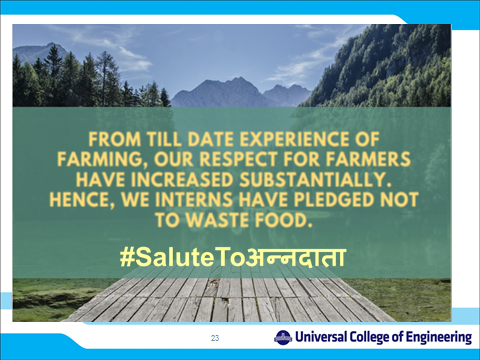 FROM TILL DATE EXPERIENCE OF
FARMING, OUR RESPECT FOR FARMERS
HAVE INCREASED SUBSTANTIALLY.
HENCE, WE INTERNS HAVE PLEDGED NOT
TO WASTE FOOD.
#SaluteToअन्नदाता
23
Universal College of Engineering